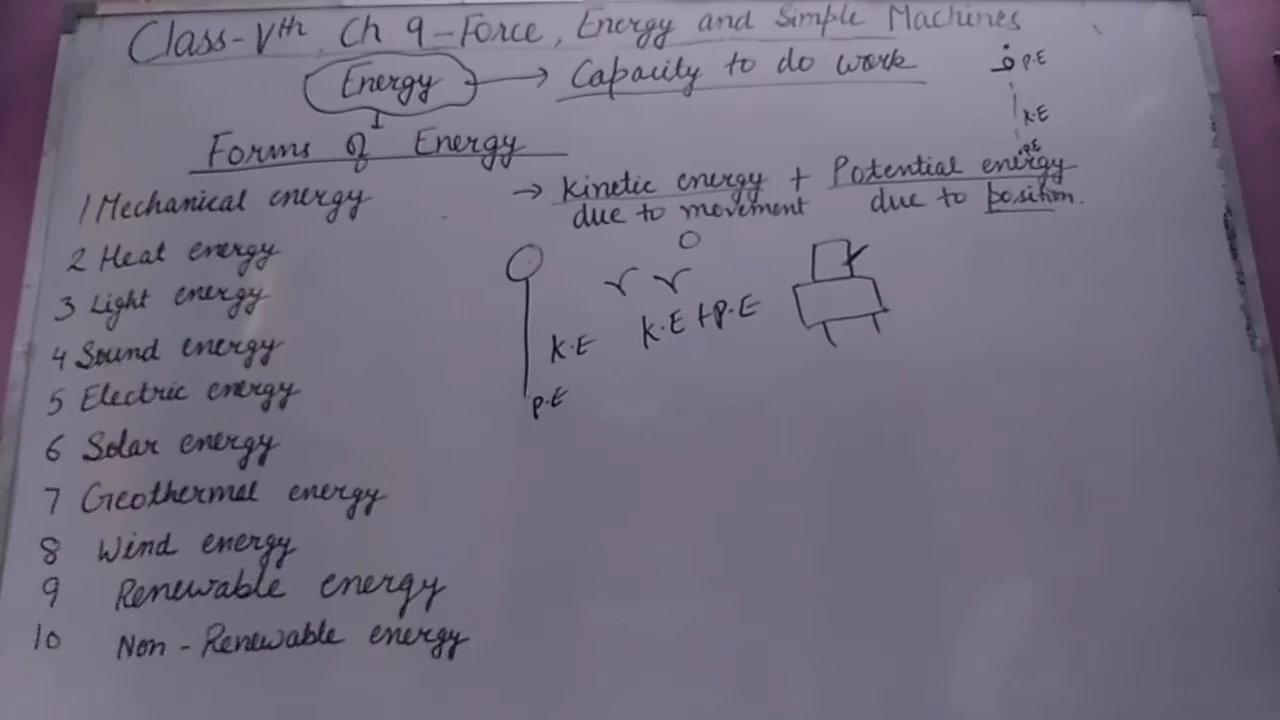 Class-Vth Ch 9-Force, Energy and Simple Machines
Energy → Capacity to do work
P.E
K.E
P.E
Forms of Energy
1 Mechanical energy → kinetic energy + Potential energy
due to movement due to position.
2 Heat energy
3 Light energy
4 Sound energy
5 Electric energy
6 Solar energy
7 Geothermal energy
8 Wind energy
9 Renewable energy
10 Non-Renewable energy
K.E
P.E
K.E+P.E